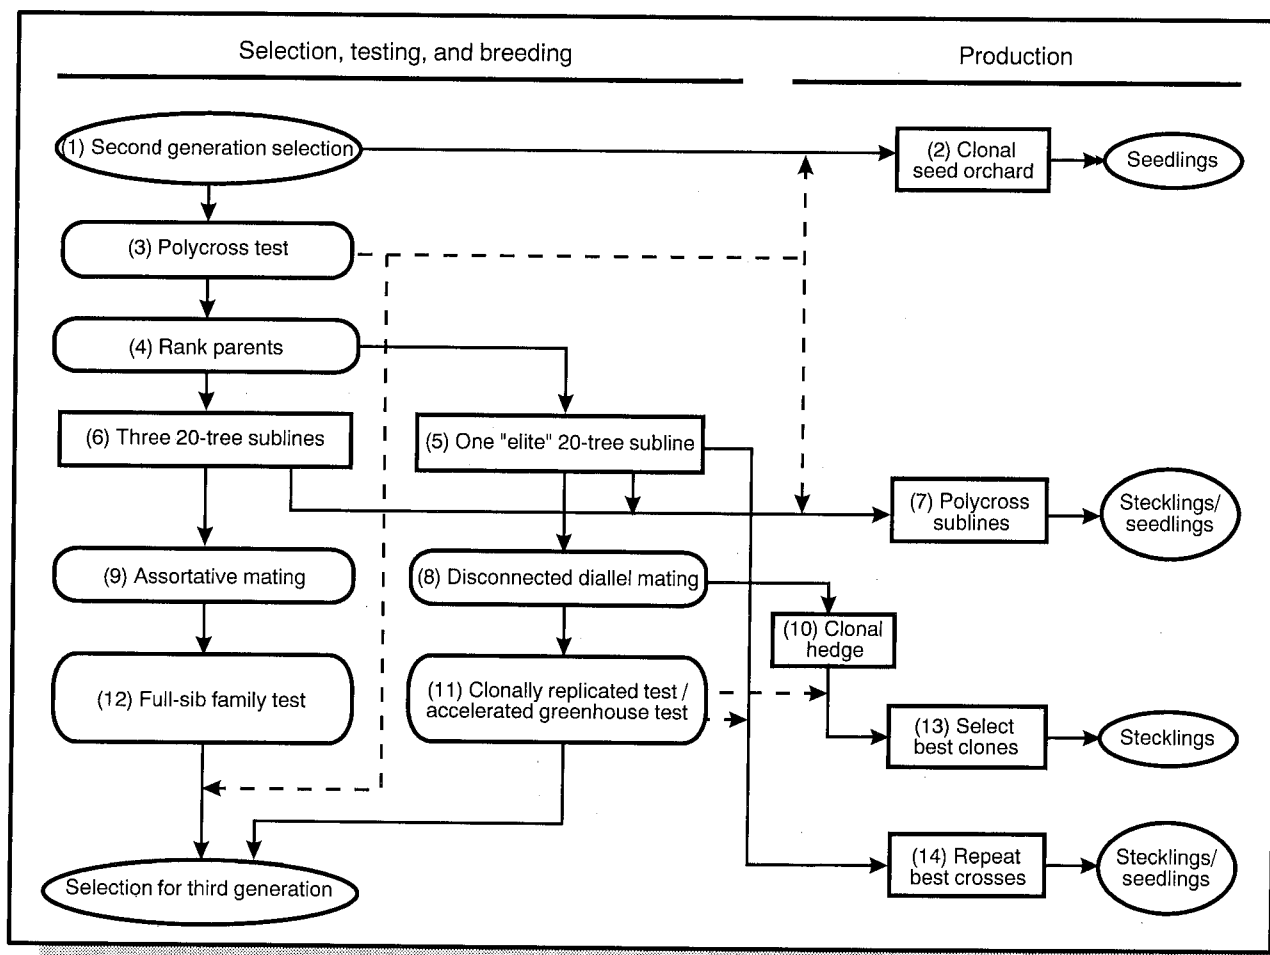 Selection, testing, and breeding
Production
(1) Second generation selection
(2) Clonal
seed orchard
Seedlings
(3) Polycross test
(4) Rank parents
(6) Three 20-tree sublines
(5) One "elite" 20-tree subline
(7) Polycross
sublines
Stecklings/
seedlings
(9) Assortative mating
(8) Disconnected diallel mating
(10) Clonal
hedge
(12) Full-sib family test
(11) Clonally replicated test /
accelerated greenhouse test
(13) Select
best clones
Stecklings
Selection for third generation
(14) Repeat
best crosses
Stecklings/
seedlings